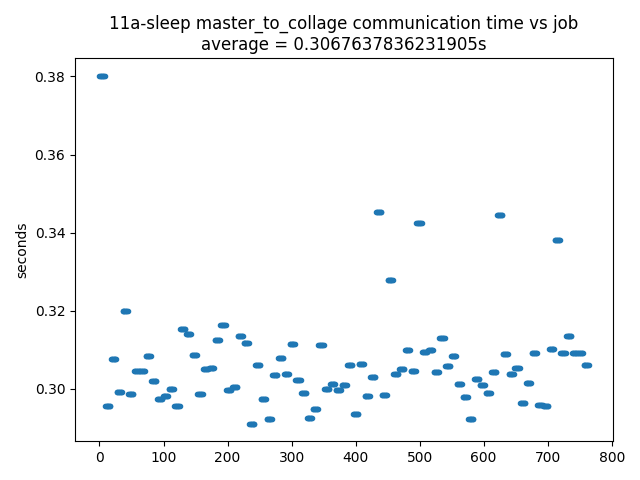 11a-sleep master_to_collage communication time vs job
average = 0.3067637836231905s
0.38
0.36
0.34
0.32
0.30
seconds
0 100 200 300 400 500 600 700 800